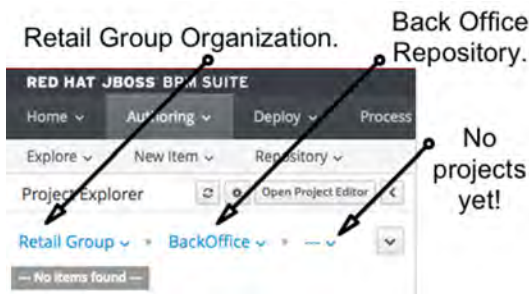 Retail Group Organization.
Back Office
Repository.
RED HAT JBOSS BPM SUITE
Home Authoring Deploy Process
Explore New Item Repository
No
projects
yet!
Project Explorer Open Project Editor
Retail Group » BackOffice » ---
--- No items found ---